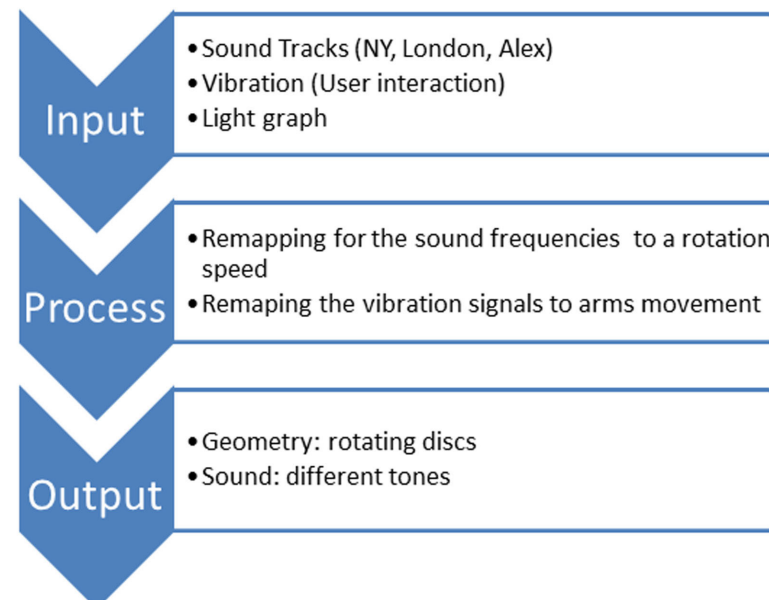 Input
•Sound Tracks (NY, London, Alex)
•Vibration (User interaction)
•Light graph
Process
•Remapping for the sound frequencies to a rotation
speed
•Remaping the vibration signals to arms movement
Output
•Geometry: rotating discs
•Sound: different tones